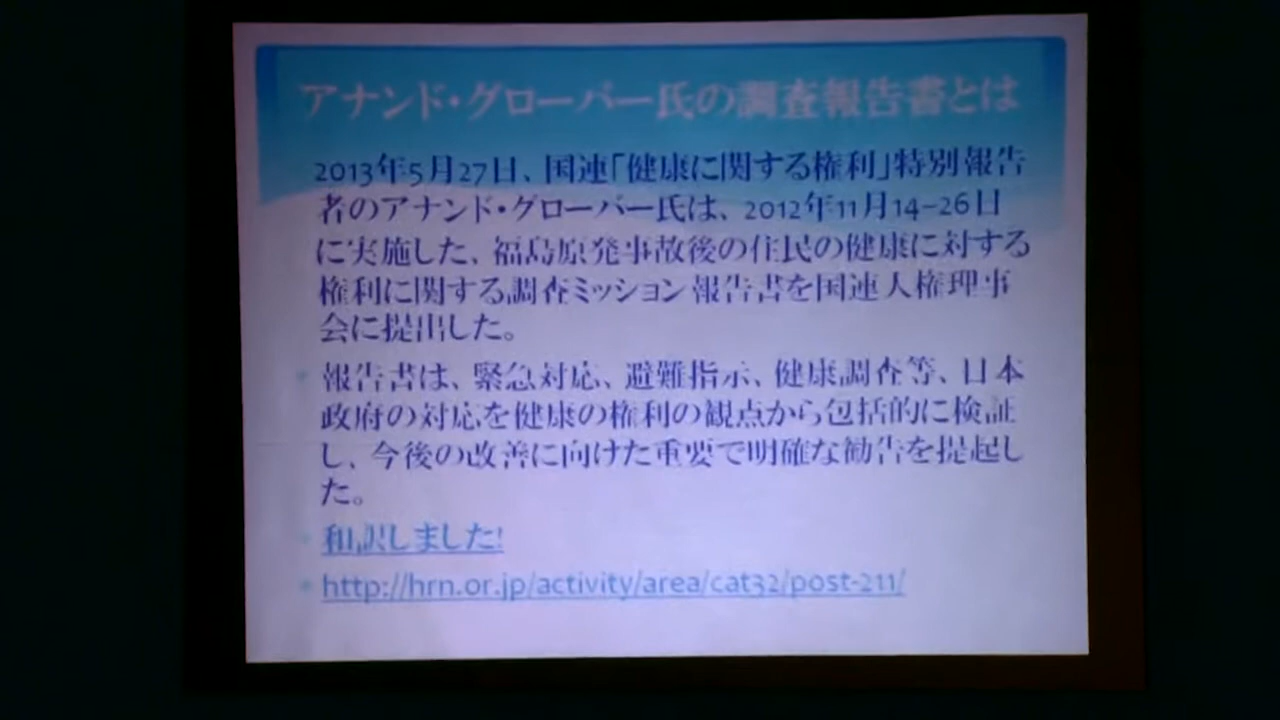 アナンド・グローバー氏の調査報告書とは
2013年5月27日、国連「健康に関する権利」特別報告
者のアナンド・グローバー氏は、2012年11月14-26日
に実施した、福島原発事故後の住民の健康に対する
権利に関する調査ミッション報告書を国連人権理事
会に提出した。
報告書は、緊急対応、避難指示、健康調査等、日本
政府の対応を健康の権利の観点から包括的に検証
し、今後の改善に向けた重要で明確な勧告を提起し
た。
和訳しました!
http://hrn.or.jp/activity/area/cat32/post-211/